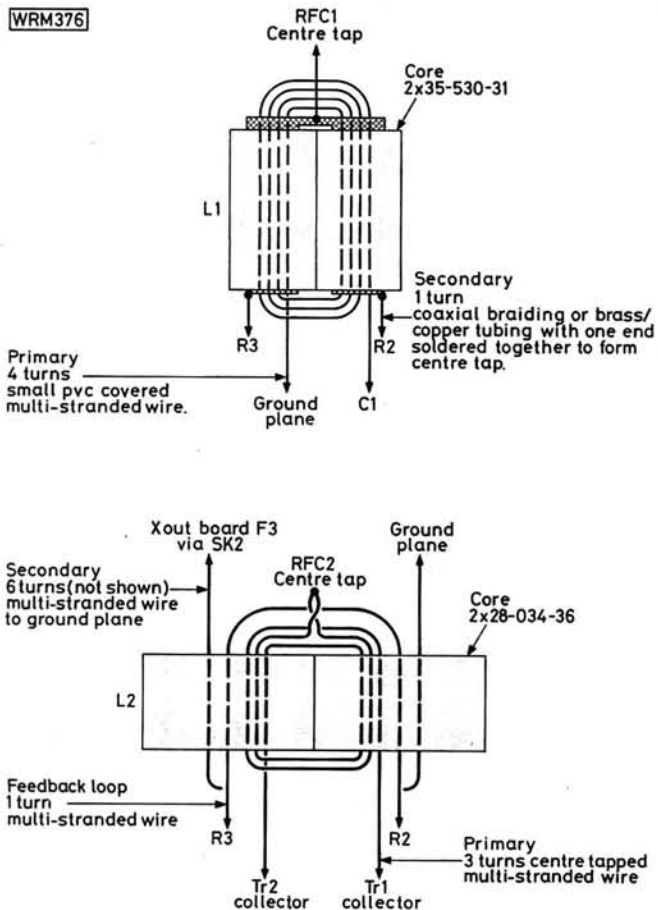 WRM376
RFC1
Centre tap
Core
2x35-530-31
L1
Secondary
1 turn
coaxial braiding or brass/
copper tubing with one end
soldered together to form
centre tap.
R3
R2
Primary
4 turns
small pvc covered
multi-stranded wire.
Ground
plane
C1
Xout board F3
via SK2
Ground
plane
RFC2
Centre tap
Secondary
6 turns(not shown)
multi-stranded wire
to ground plane
Core
2x28-034-36
L2
Feedback loop
1 turn
multi-stranded wire
R3
R2
Primary
3 turns centre tapped
multi-stranded wire
Tr2
collector
Tr1
collector